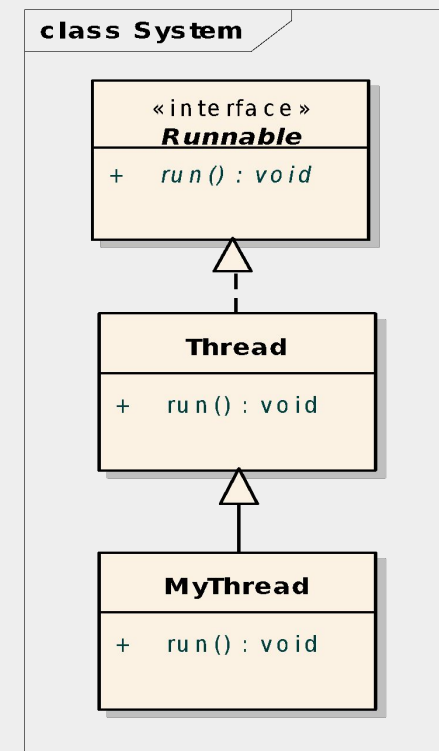 class System
«interface»
Runnable
+ run() : void
Thread
+ run() : void
MyThread
+ run() : void